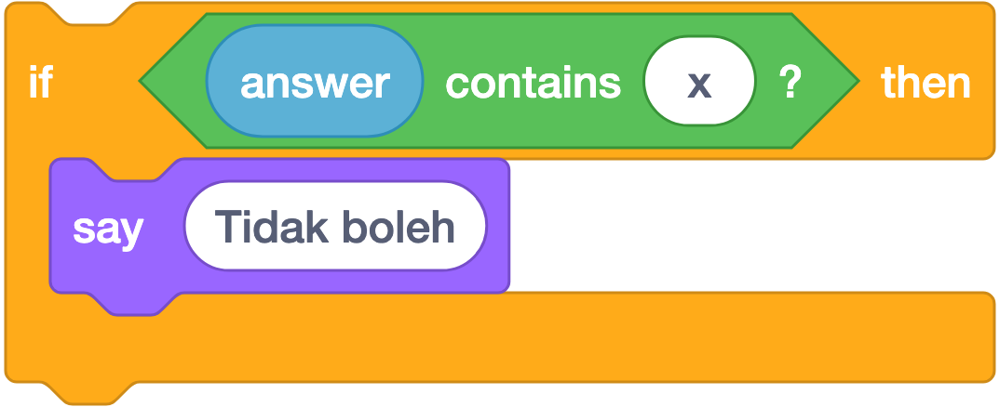 if answer contains x ? then
say Tidak boleh